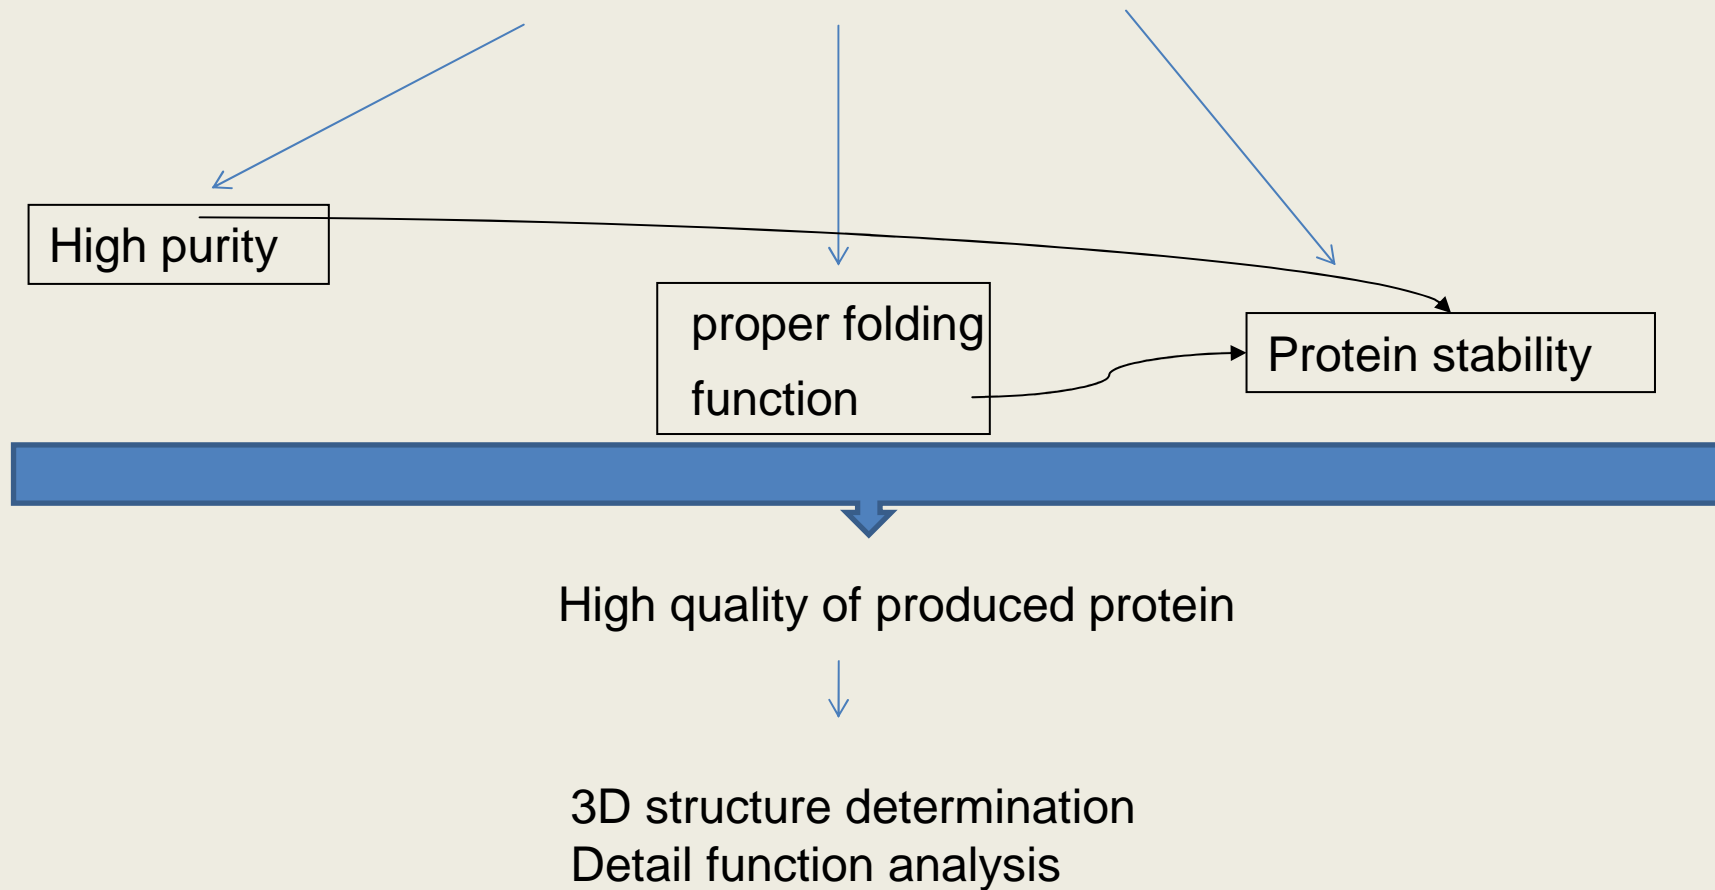 High purity
proper folding
function
Protein stability
High quality of produced protein
3D structure determination
Detail function analysis